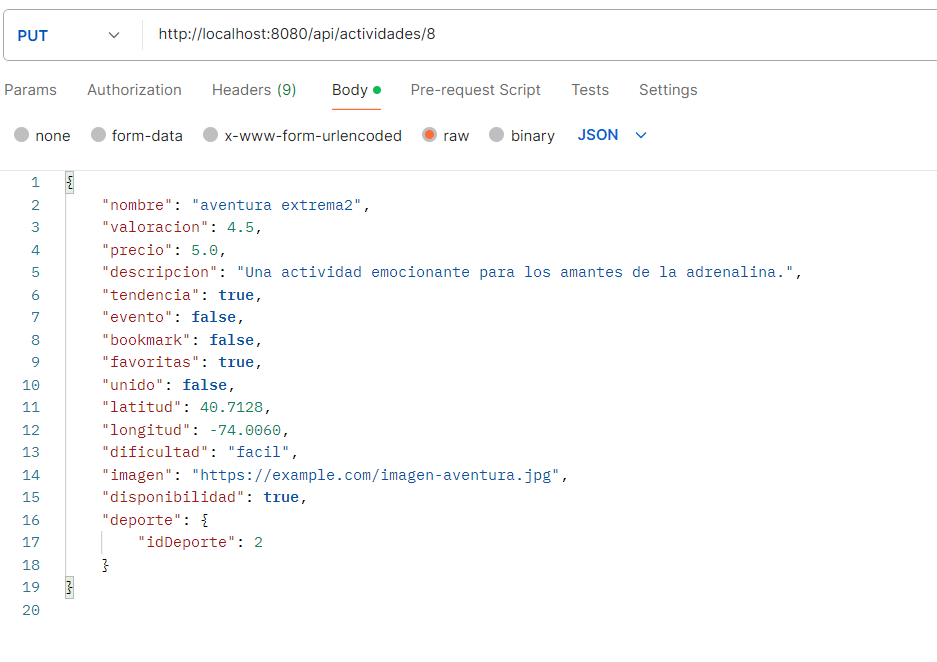 PUT http://localhost:8080/api/actividades/8
Params Authorization Headers (9) Body Pre-request Script Tests Settings
none form-data x-www-form-urlencoded raw binary JSON
1 {
2 "nombre": "aventura extrema2",
3 "valoracion": 4.5,
4 "precio": 5.0,
5 "descripcion": "Una actividad emocionante para los amantes de la adrenalina.",
6 "tendencia": true,
7 "evento": false,
8 "bookmark": false,
9 "favoritas": true,
10 "unido": false,
11 "latitud": 40.7128,
12 "longitud": -74.0060,
13 "dificultad": "facil",
14 "imagen": "https://example.com/imagen-aventura.jpg",
15 "disponibilidad": true,
16 "deporte": {
17 "idDeporte": 2
18 }
19 }
20